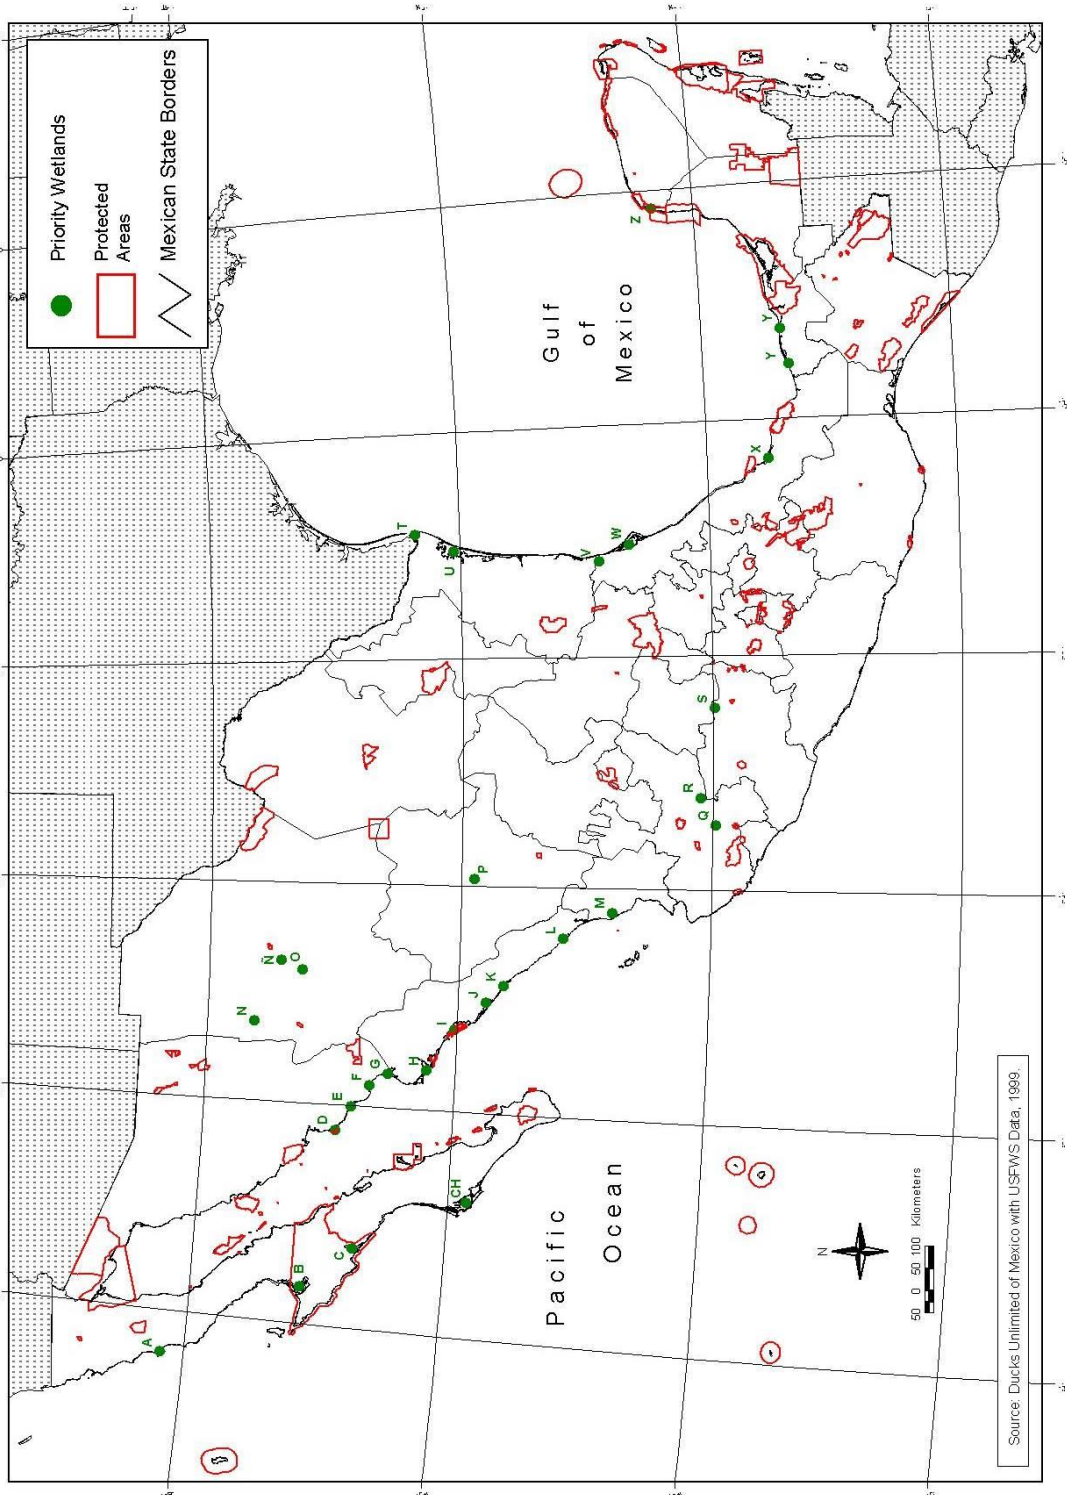 Priority Wetlands
Protected
Areas
Mexican State Borders
Gulf
of
Mexico
Pacific
Ocean
A
B
C
CH
D
E
F
G
H
I
J
K
L
M
N
Ñ
O
P
Q
R
S
T
U
V
W
X
Y
Y
Z
N
50 0 50 100 Kilometers
Source: Ducks Unlimited of Mexico with USFWS Data, 1999.